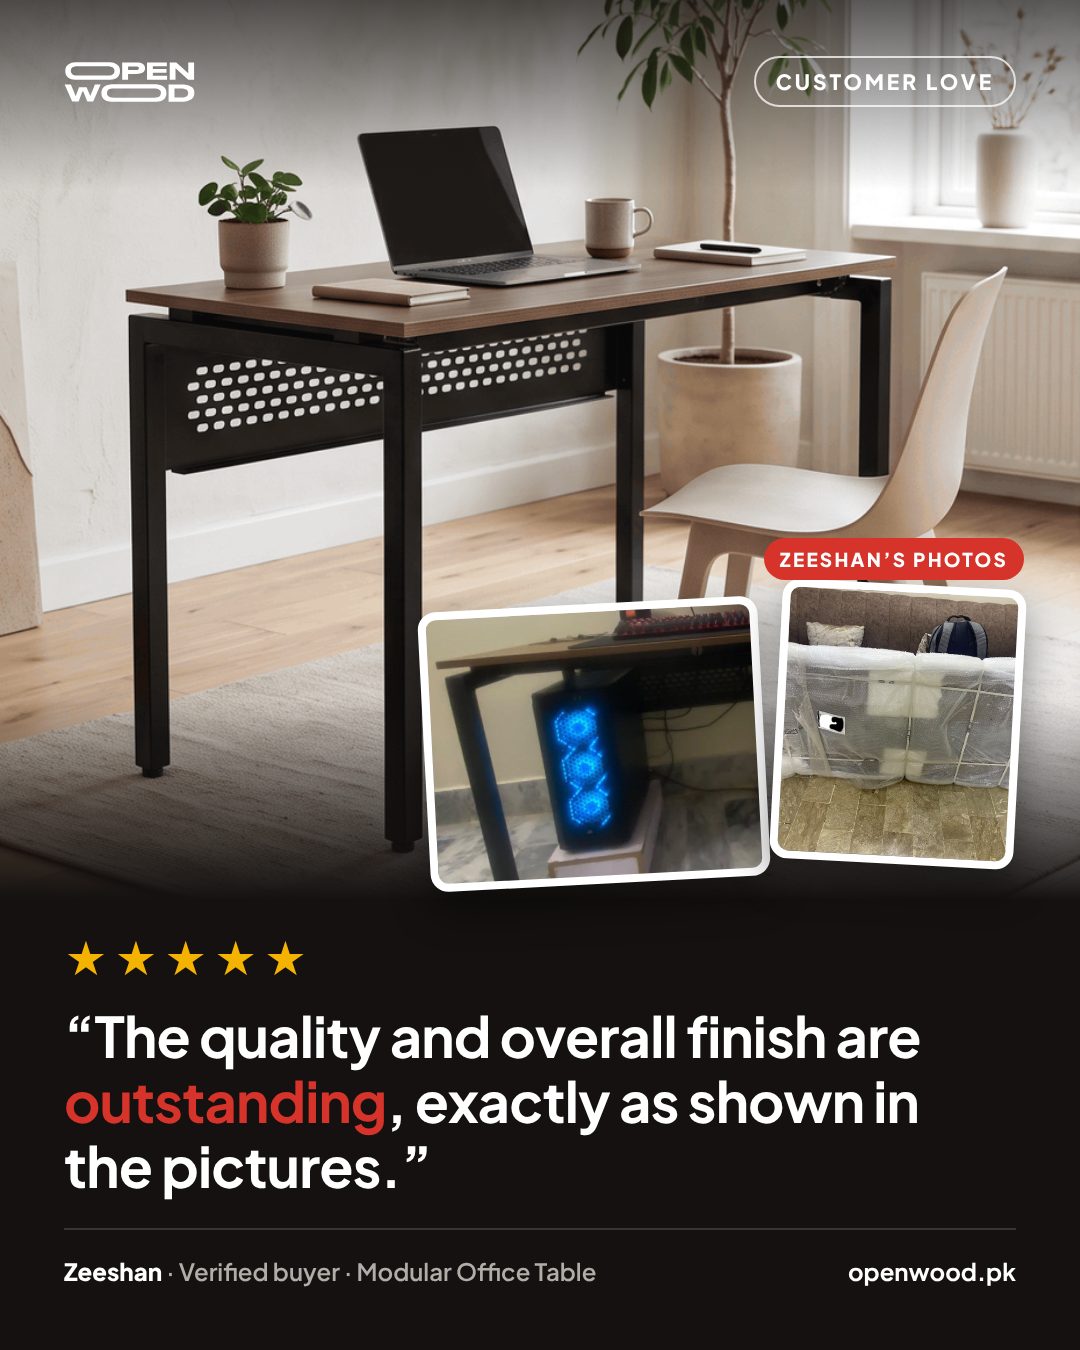 OPEN
WOOD
CUSTOMER LOVE
ZEESHAN’S PHOTOS
“The quality and overall finish are
outstanding, exactly as shown in
the pictures.”
Zeeshan · Verified buyer · Modular Office Table
openwood.pk